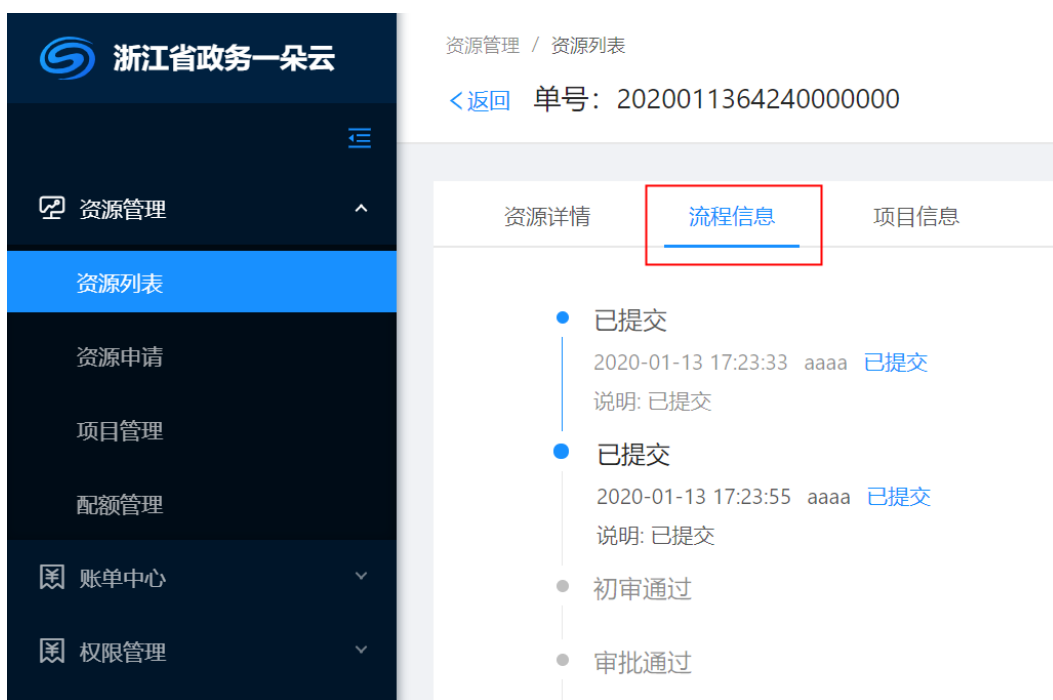 浙江省政务一朵云
资源管理
资源列表
资源申请
项目管理
配额管理
账单中心
权限管理
资源管理 / 资源列表
<返回 单号：2020011364240000000
资源详情 流程信息 项目信息
已提交
2020-01-13 17:23:33 aaaa 已提交
说明: 已提交
已提交
2020-01-13 17:23:55 aaaa 已提交
说明: 已提交
初审通过
审批通过